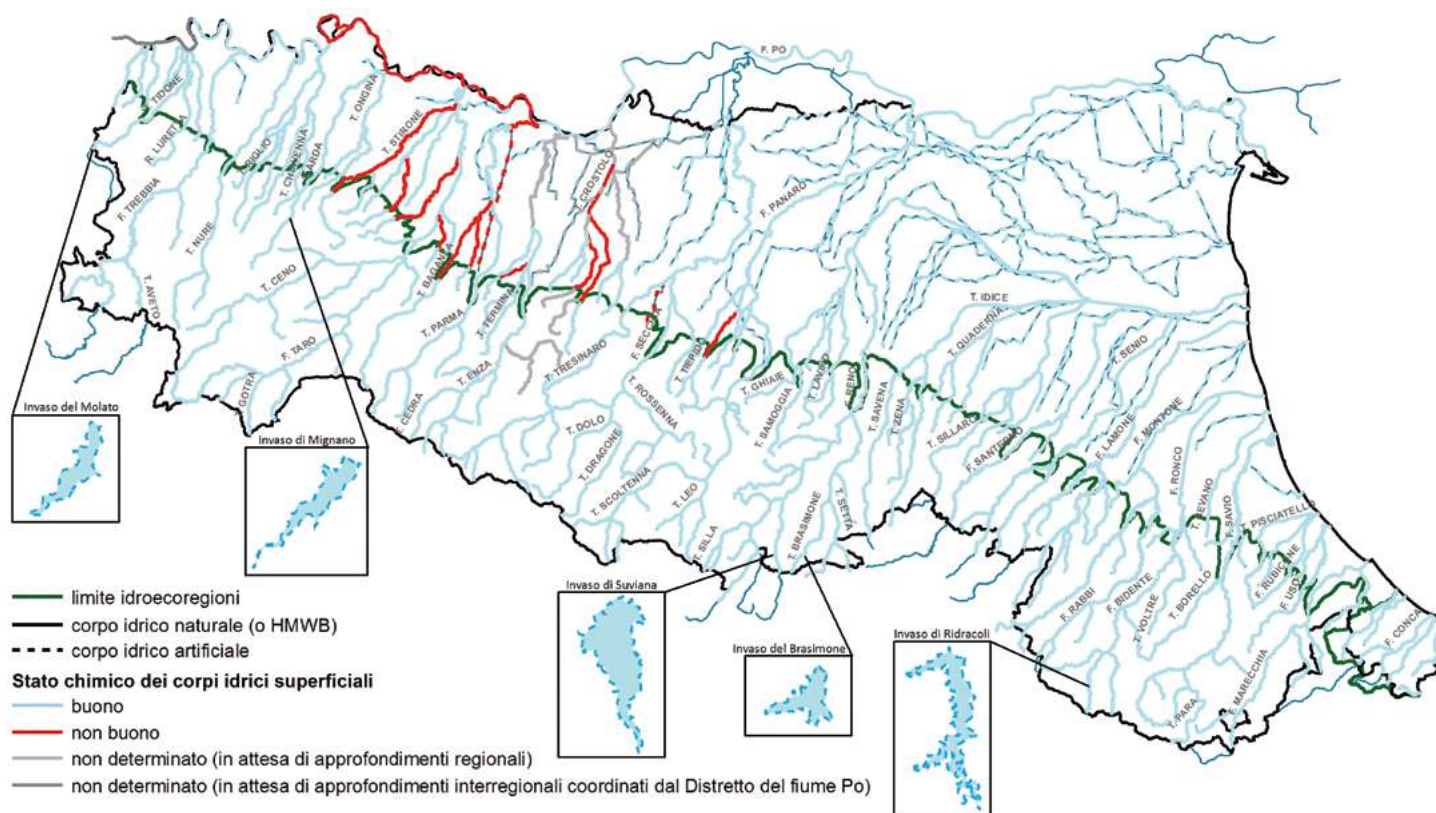 F. PO
TIDONE
R. LURETTA
F. TREBBIA
T. NURE
RIGLIO
T. CHIAVENNA
ARDA
T. ONGINA
T. STIRONE
T. CROSTOLO
F. PANARO
T. AVETO
T. CENO
T. BAGANZA
T. PARMA
T. TERMINA
F. TARO
GOTRA
T. ENZA
T. CEDRA
T. TRESINARO
F. SECCHIA
T. TIEPIDO
T. ROSSENNA
T. DOLO
T. DRAGONE
T. SCOLTENNA
T. LEO
T. GHIAIE
T. SAMOGGIA
T. LAVINO
F. RENO
T. SAVENA
T. ZENA
T. IDICE
T. QUADERNA
T. SENIO
T. SILLARO
F. SANTERNO
F. LAMONE
F. MONTONE
F. RONCO
T. BEVANO
F. SAVIO
T. PISCIATELLO
T. SILLA
T. BRASIMONE
T. SETTA
F. RABBI
F. BIDENTE
T. VOLTRE
T. BORELLO
F. RUBICONE
F. USO
F. CONCA
F. MARECCHIA
T. PARA
Invaso del Molato
Invaso di Mignano
Invaso di Suviana
Invaso del Brasimone
Invaso di Ridracoli
limite idroecoregioni
corpo idrico naturale (o HMWB)
corpo idrico artificiale
Stato chimico dei corpi idrici superficiali
buono
non buono
non determinato (in attesa di approfondimenti regionali)
non determinato (in attesa di approfondimenti interregionali coordinati dal Distretto del fiume Po)